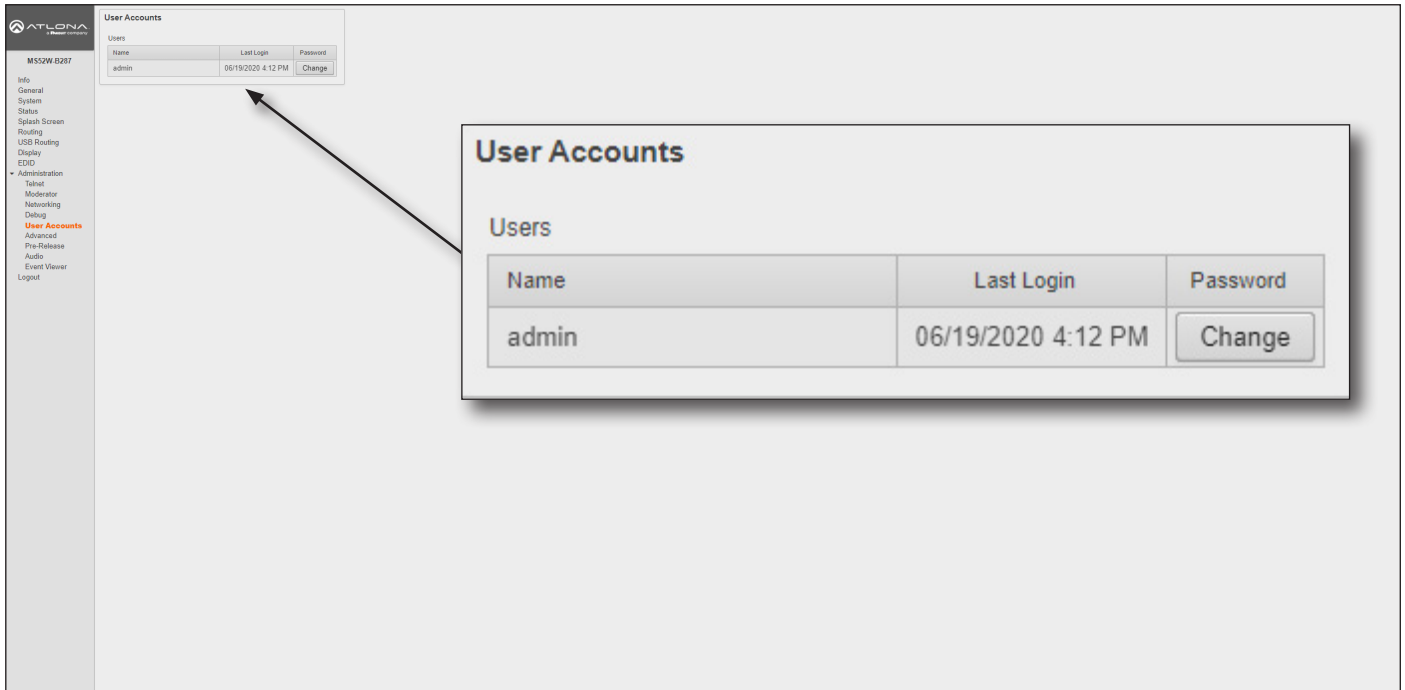 ATLONA
a Panduit company
MS52W-B287
Info
General
System
Status
Splash Screen
Routing
USB Routing
Display
EDID
Administration
Telnet
Moderator
Networking
Debug
User Accounts
Advanced
Pre-Release
Audio
Event Viewer
Logout
User Accounts
Users
Name Last Login Password
admin 06/19/2020 4:12 PM Change
User Accounts
Users
Name Last Login Password
admin 06/19/2020 4:12 PM Change